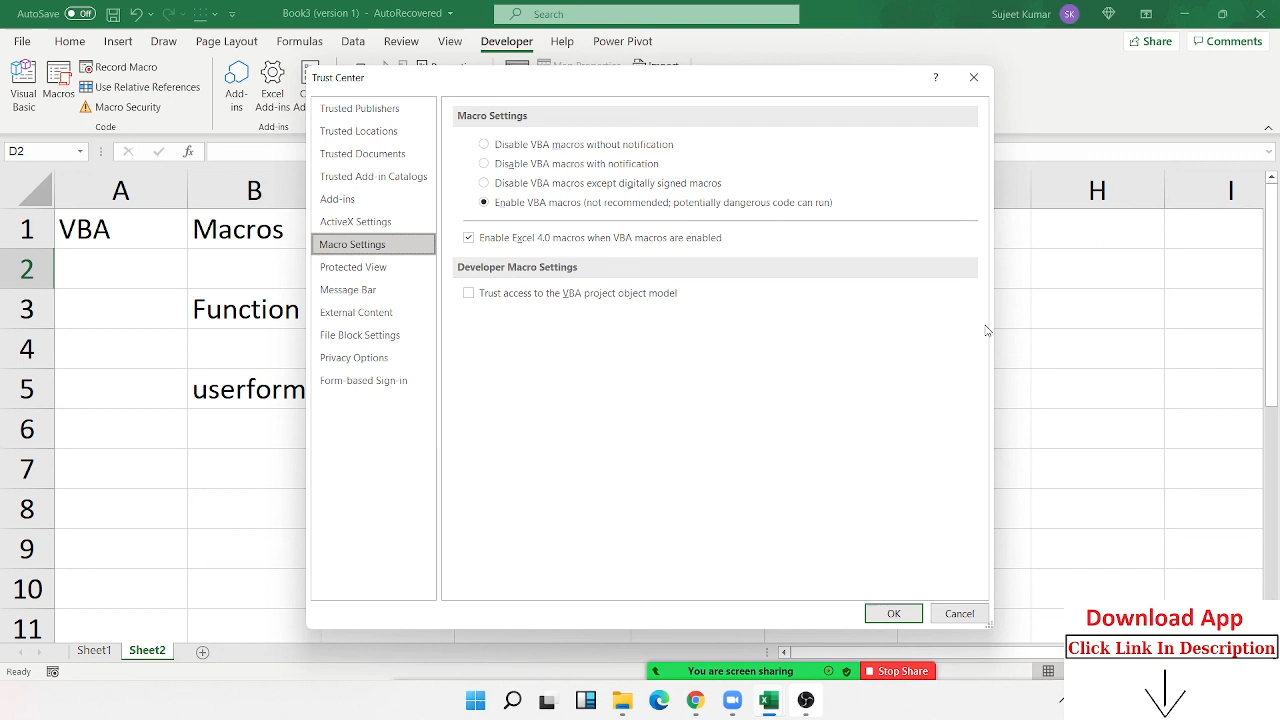 AutoSave Off Book3 (version 1) - AutoRecovered Search Sujeet Kumar SK
File Home Insert Draw Page Layout Formulas Data Review View Developer Help Power Pivot Share Comments
Visual Basic
Macros
Record Macro
Use Relative References
Macro Security
Code
Add-ins
Excel Add-ins
Add-ins
D2 fx
A B H I
1 VBA Macros
2
3 Function
4
5 userform
6
7
8
9
10
11
Trust Center ?
Trusted Publishers
Trusted Locations
Trusted Documents
Trusted Add-in Catalogs
Add-ins
ActiveX Settings
Macro Settings
Protected View
Message Bar
External Content
File Block Settings
Privacy Options
Form-based Sign-in
Macro Settings
Disable VBA macros without notification
Disable VBA macros with notification
Disable VBA macros except digitally signed macros
Enable VBA macros (not recommended; potentially dangerous code can run)
Enable Excel 4.0 macros when VBA macros are enabled
Developer Macro Settings
Trust access to the VBA project object model
OK Cancel
Sheet1 Sheet2
Ready
You are screen sharing Stop Share
Download App
Click Link In Description